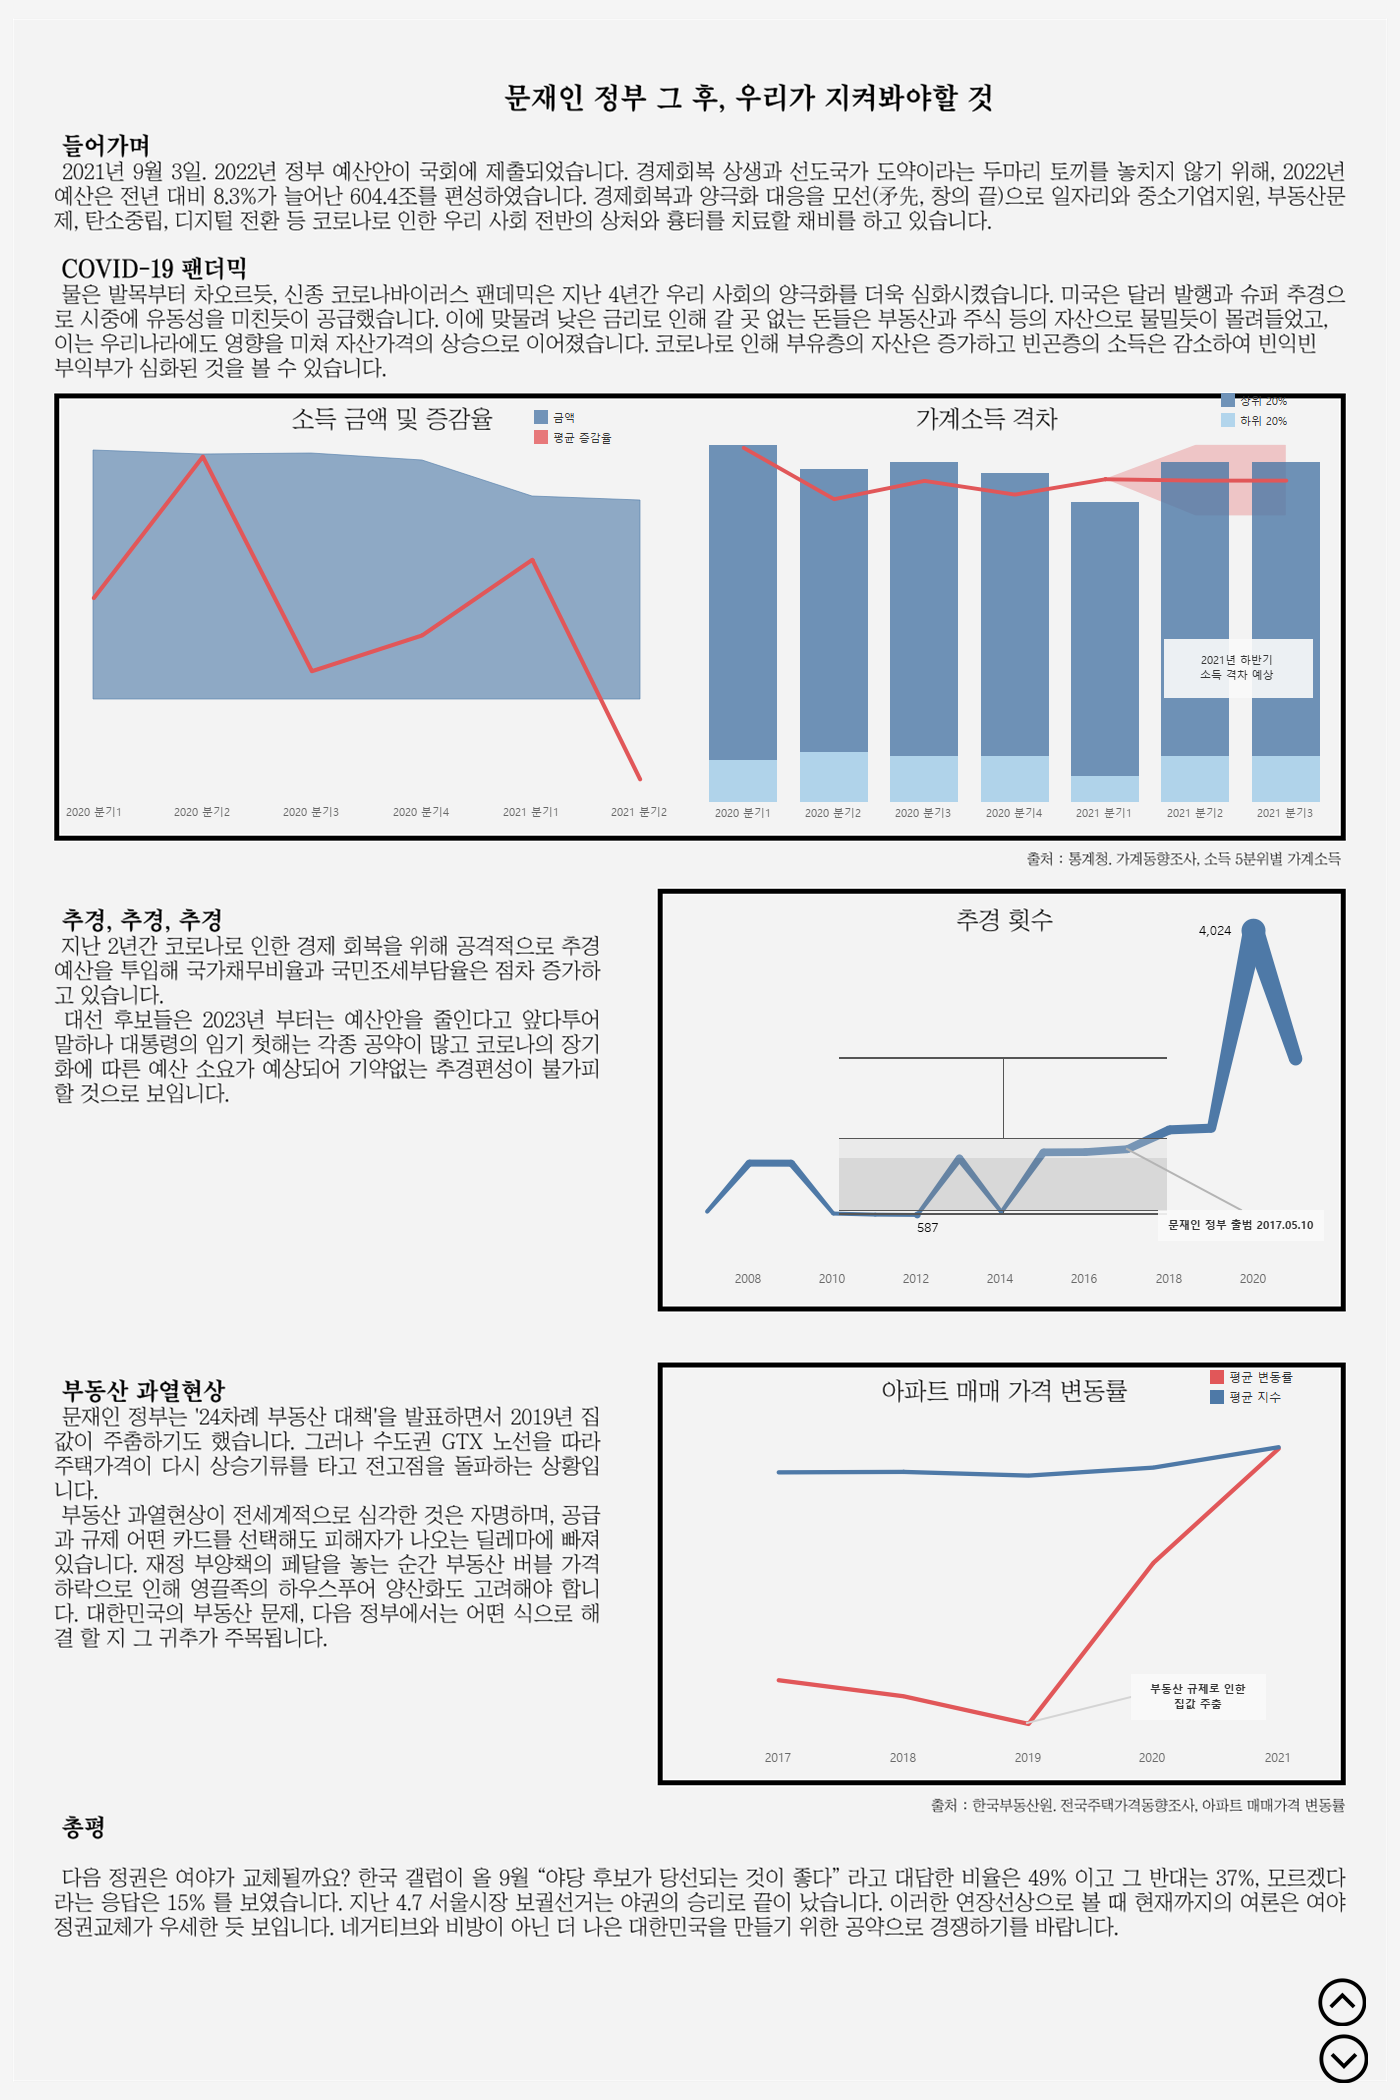 문재인 정부 그 후, 우리가 지켜봐야할 것
들어가며
2021년 9월 3일. 2022년 정부 예산안이 국회에 제출되었습니다. 경제회복 상생과 선도국가 도약이라는 두마리 토끼를 놓치지 않기 위해, 2022년
예산은 전년 대비 8.3%가 늘어난 604.4조를 편성하였습니다. 경제회복과 양극화 대응을 모선(矛先, 창의 끝)으로 일자리와 중소기업지원, 부동산문
제, 탄소중립, 디지털 전환 등 코로나로 인한 우리 사회 전반의 상처와 흉터를 치료할 채비를 하고 있습니다.
COVID-19 팬더믹
물은 발목부터 차오르듯, 신종 코로나바이러스 팬데믹은 지난 4년간 우리 사회의 양극화를 더욱 심화시켰습니다. 미국은 달러 발행과 슈퍼 추경으
로 시중에 유동성을 미친듯이 공급했습니다. 이에 맞물려 낮은 금리로 인해 갈 곳 없는 돈들은 부동산과 주식 등의 자산으로 물밀듯이 몰려들었고,
이는 우리나라에도 영향을 미쳐 자산가격의 상승으로 이어졌습니다. 코로나로 인해 부유층의 자산은 증가하고 빈곤층의 소득은 감소하여 빈익빈
부익부가 심화된 것을 볼 수 있습니다.
소득 금액 및 증감율
금액
평균 증감율
2020 분기1 2020 분기2 2020 분기3 2020 분기4 2021 분기1 2021 분기2
가계소득 격차
상위 20%
하위 20%
2021년 하반기
소득 격차 예상
2020 분기1 2020 분기2 2020 분기3 2020 분기4 2021 분기1 2021 분기2 2021 분기3
출처 : 통계청. 가계동향조사, 소득 5분위별 가계소득
추경, 추경, 추경
지난 2년간 코로나로 인한 경제 회복을 위해 공격적으로 추경
예산을 투입해 국가채무비율과 국민조세부담율은 점차 증가하
고 있습니다.
대선 후보들은 2023년 부터는 예산안을 줄인다고 앞다투어
말하나 대통령의 임기 첫해는 각종 공약이 많고 코로나의 장기
화에 따른 예산 소요가 예상되어 기약없는 추경편성이 불가피
할 것으로 보입니다.
추경 횟수
4,024
587
문재인 정부 출범 2017.05.10
2008 2010 2012 2014 2016 2018 2020
부동산 과열현상
문재인 정부는 '24차례 부동산 대책'을 발표하면서 2019년 집
값이 주춤하기도 했습니다. 그러나 수도권 GTX 노선을 따라
주택가격이 다시 상승기류를 타고 전고점을 돌파하는 상황입
니다.
부동산 과열현상이 전세계적으로 심각한 것은 자명하며, 공급
과 규제 어떤 카드를 선택해도 피해자가 나오는 딜레마에 빠져
있습니다. 재정 부양책의 페달을 놓는 순간 부동산 버블 가격
하락으로 인해 영끌족의 하우스푸어 양산화도 고려해야 합니
다. 대한민국의 부동산 문제, 다음 정부에서는 어떤 식으로 해
결 할 지 그 귀추가 주목됩니다.
아파트 매매 가격 변동률
평균 변동률
평균 지수
부동산 규제로 인한
집값 주춤
2017 2018 2019 2020 2021
출처 : 한국부동산원. 전국주택가격동향조사, 아파트 매매가격 변동률
총평
다음 정권은 여야가 교체될까요? 한국 갤럽이 올 9월 “야당 후보가 당선되는 것이 좋다” 라고 대답한 비율은 49% 이고 그 반대는 37%, 모르겠다
라는 응답은 15% 를 보였습니다. 지난 4.7 서울시장 보궐선거는 야권의 승리로 끝이 났습니다. 이러한 연장선상으로 볼 때 현재까지의 여론은 여야
정권교체가 우세한 듯 보입니다. 네거티브와 비방이 아닌 더 나은 대한민국을 만들기 위한 공약으로 경쟁하기를 바랍니다.